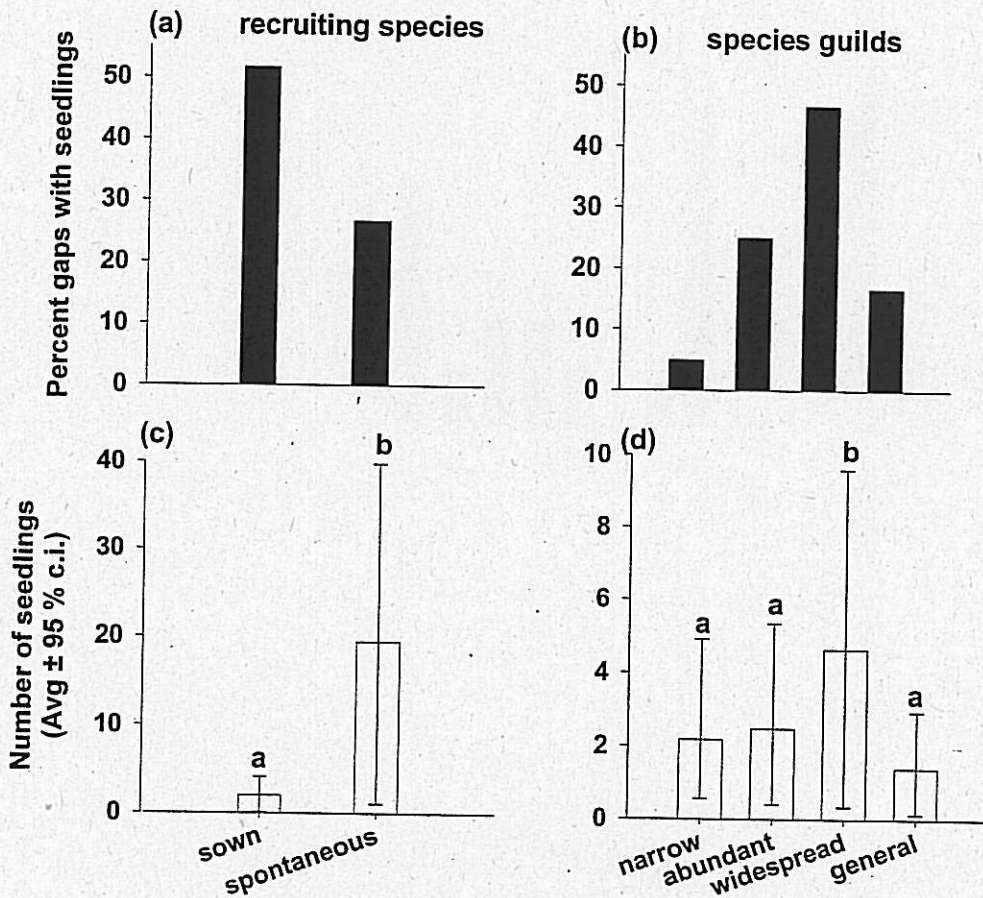 (a) recruiting species
Percent gaps with seedlings
50
40
30
20
10
0
(b) species guilds
50
40
30
20
10
0
(c)
Number of seedlings
(Avg ± 95 % c.i.)
40
30
20
10
0
a
b
sown
spontaneous
(d)
10
8
6
4
2
0
a
a
b
a
narrow
abundant
widespread
general